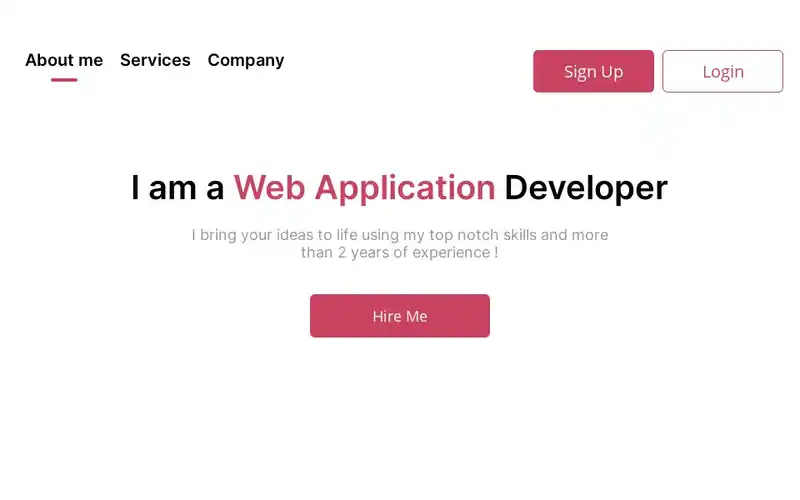 About me Services Company Sign Up Login
I am a Web Application Developer
I bring your ideas to life using my top notch skills and more
than 2 years of experience !
Hire Me